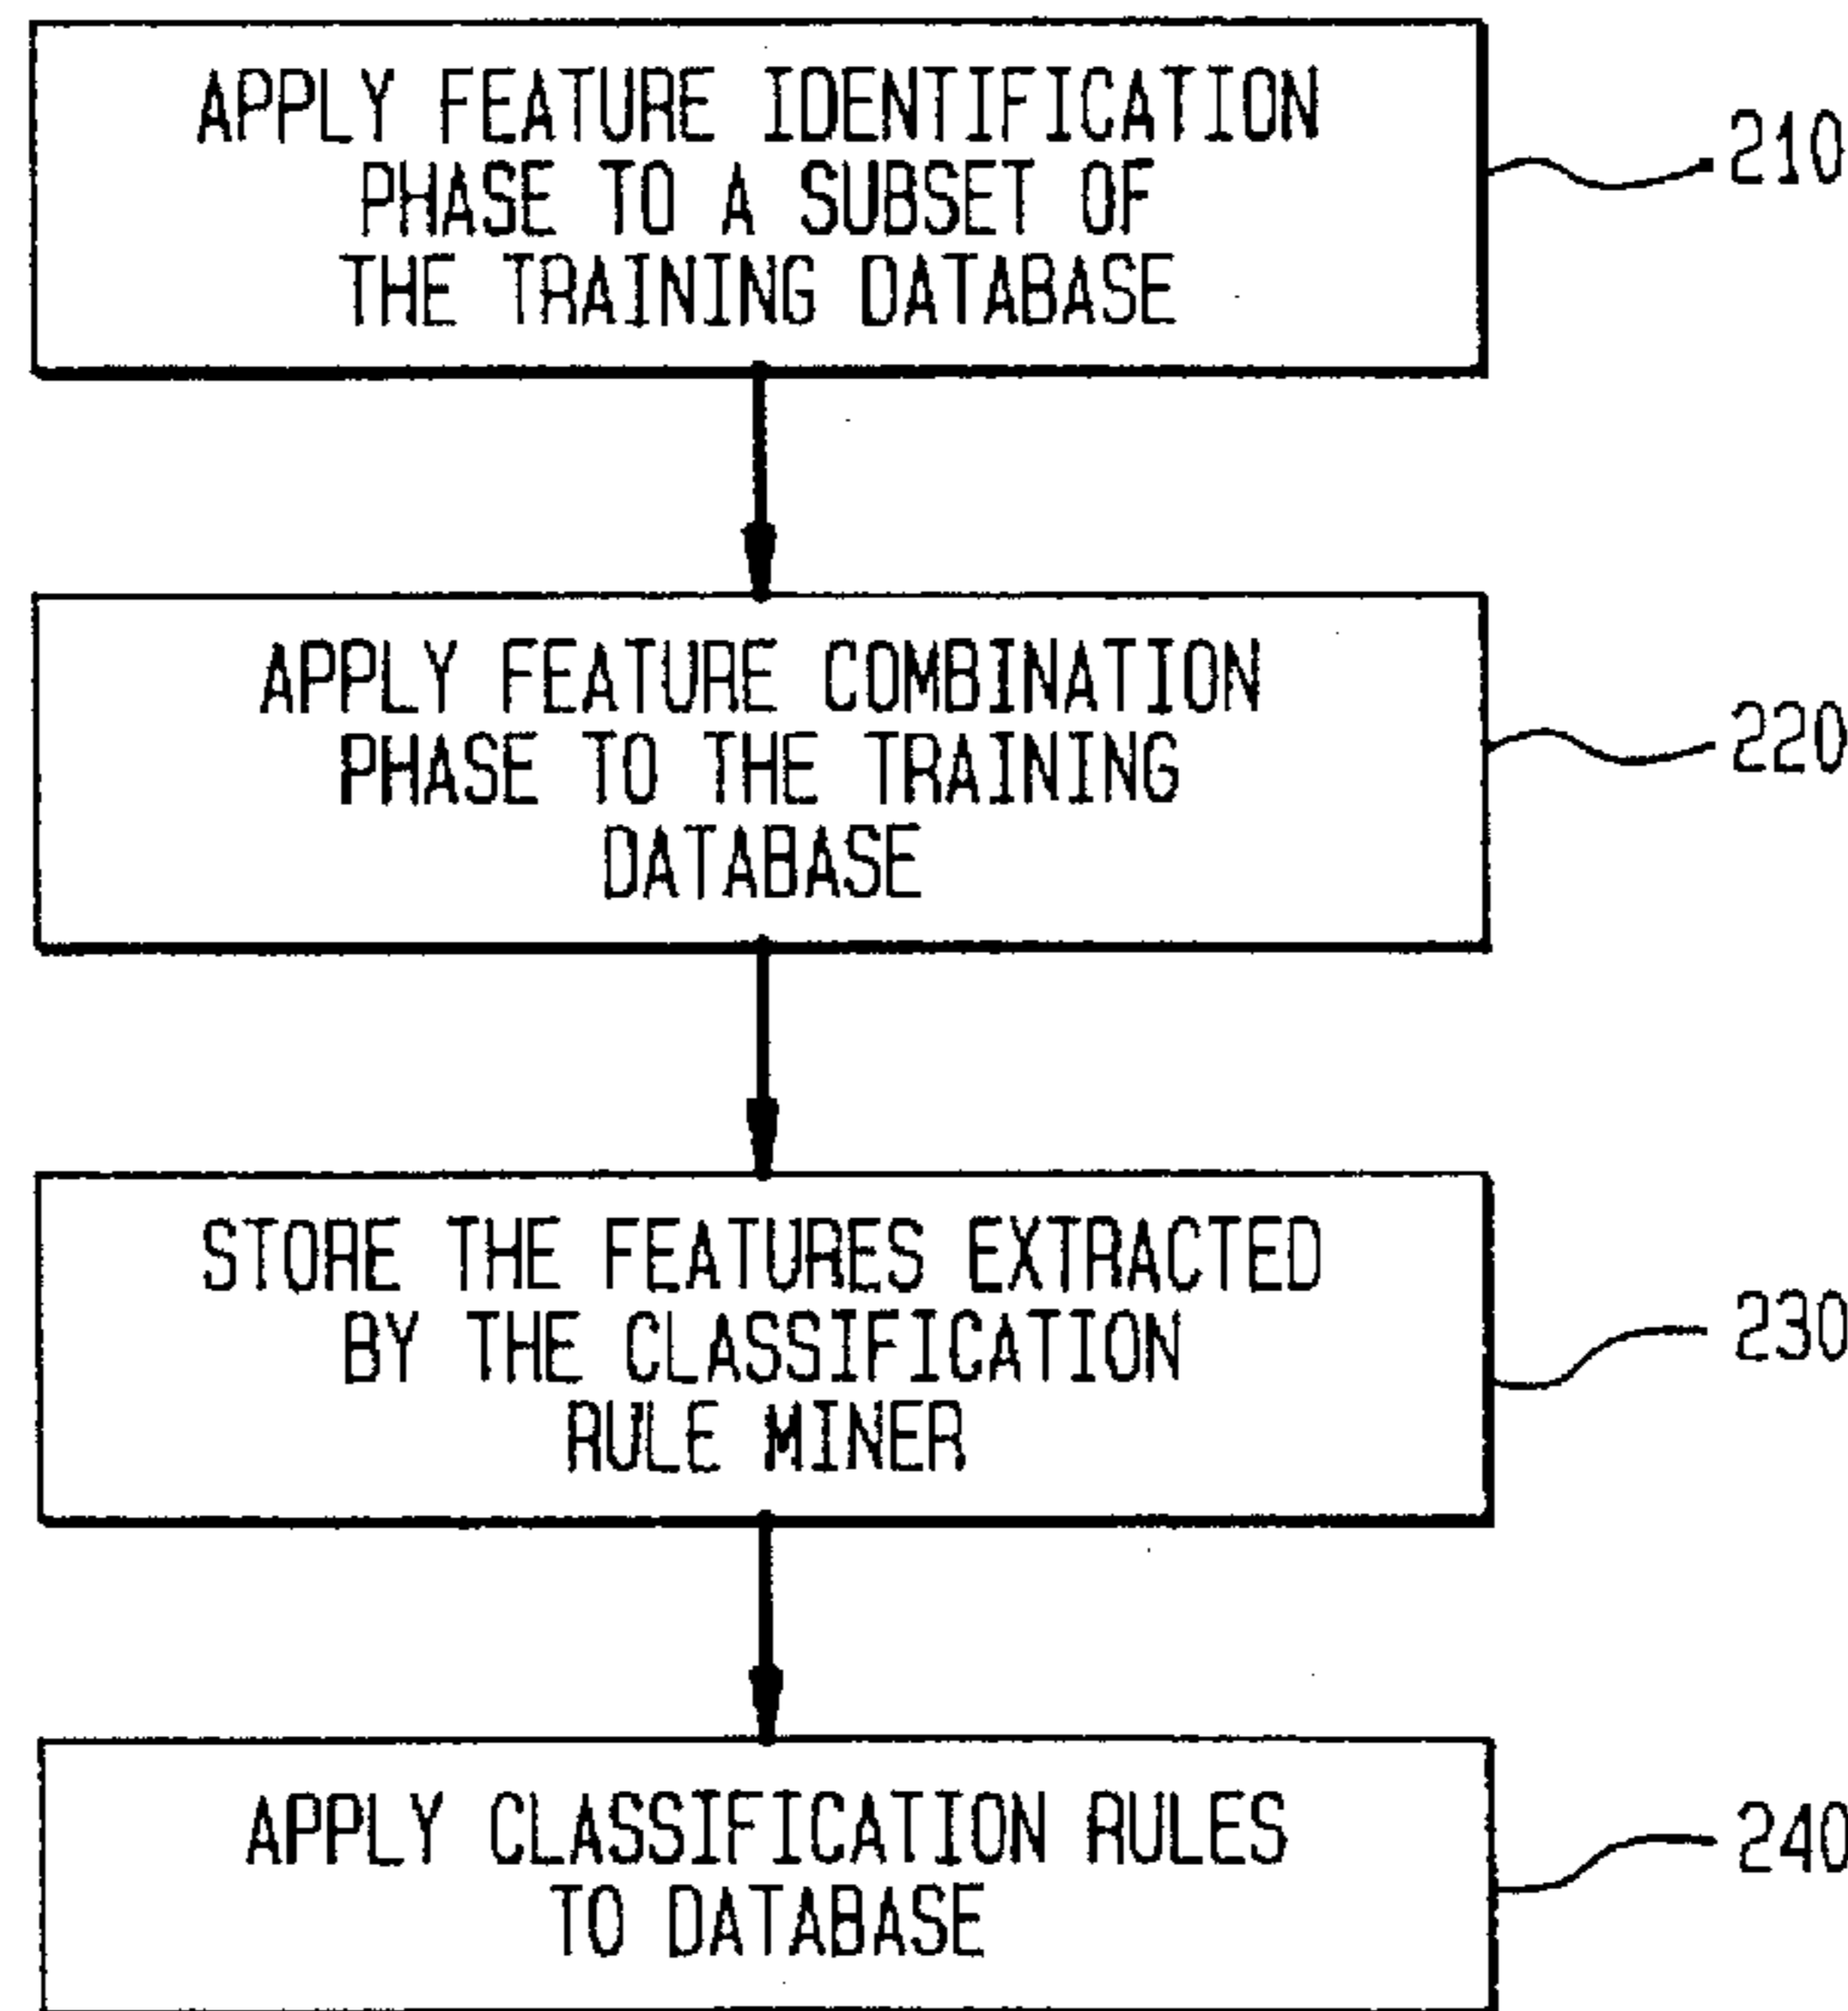 APPLY FEATURE IDENTIFICATION
PHASE TO A SUBSET OF
THE TRAINING DATABASE
210
APPLY FEATURE COMBINATION
PHASE TO THE TRAINING
DATABASE
220
STORE THE FEATURES EXTRACTED
BY THE CLASSIFICATION
RULE MINER
230
APPLY CLASSIFICATION RULES
TO DATABASE
240